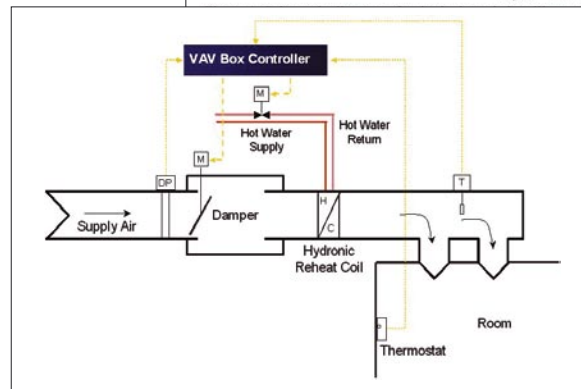 VAV Box Controller
M
Hot Water
Supply
Hot Water
Return
M
DP
T
Supply Air
Damper
H
C
Hydronic
Reheat Coil
Room
Thermostat